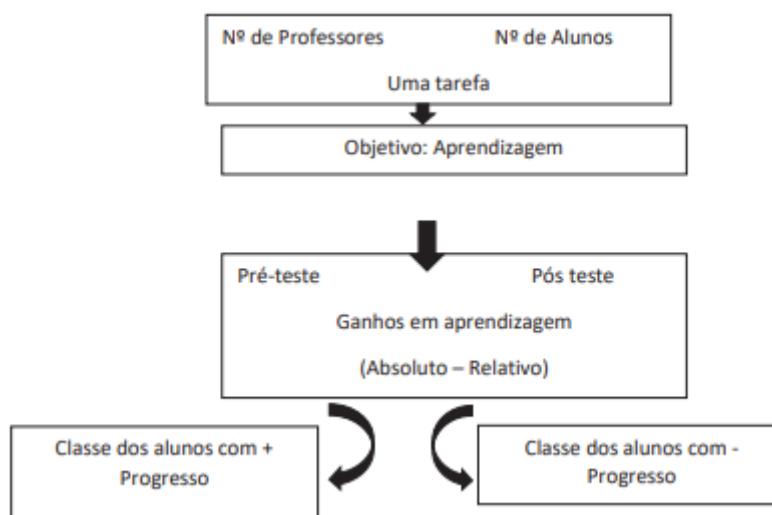 Nº de Professores Nº de Alunos
Uma tarefa
Objetivo: Aprendizagem
Pré-teste Pós teste
Ganhos em aprendizagem
(Absoluto – Relativo)
Classe dos alunos com +
Progresso
Classe dos alunos com -
Progresso